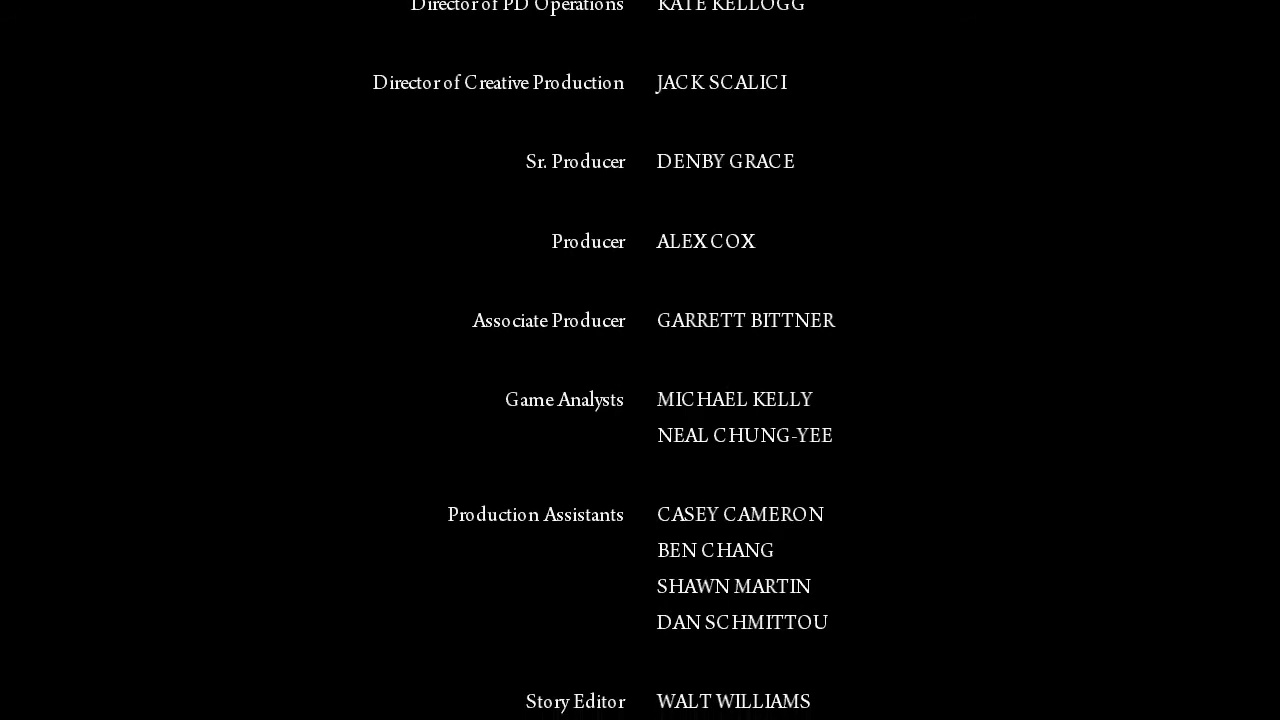 Director of PD Operations KATE KELLOGG
Director of Creative Production JACK SCALICI
Sr. Producer DENBY GRACE
Producer ALEX COX
Associate Producer GARRETT BITTNER
Game Analysts MICHAEL KELLY
NEAL CHUNG-YEE
Production Assistants CASEY CAMERON
BEN CHANG
SHAWN MARTIN
DAN SCHMITTOU
Story Editor WALT WILLIAMS